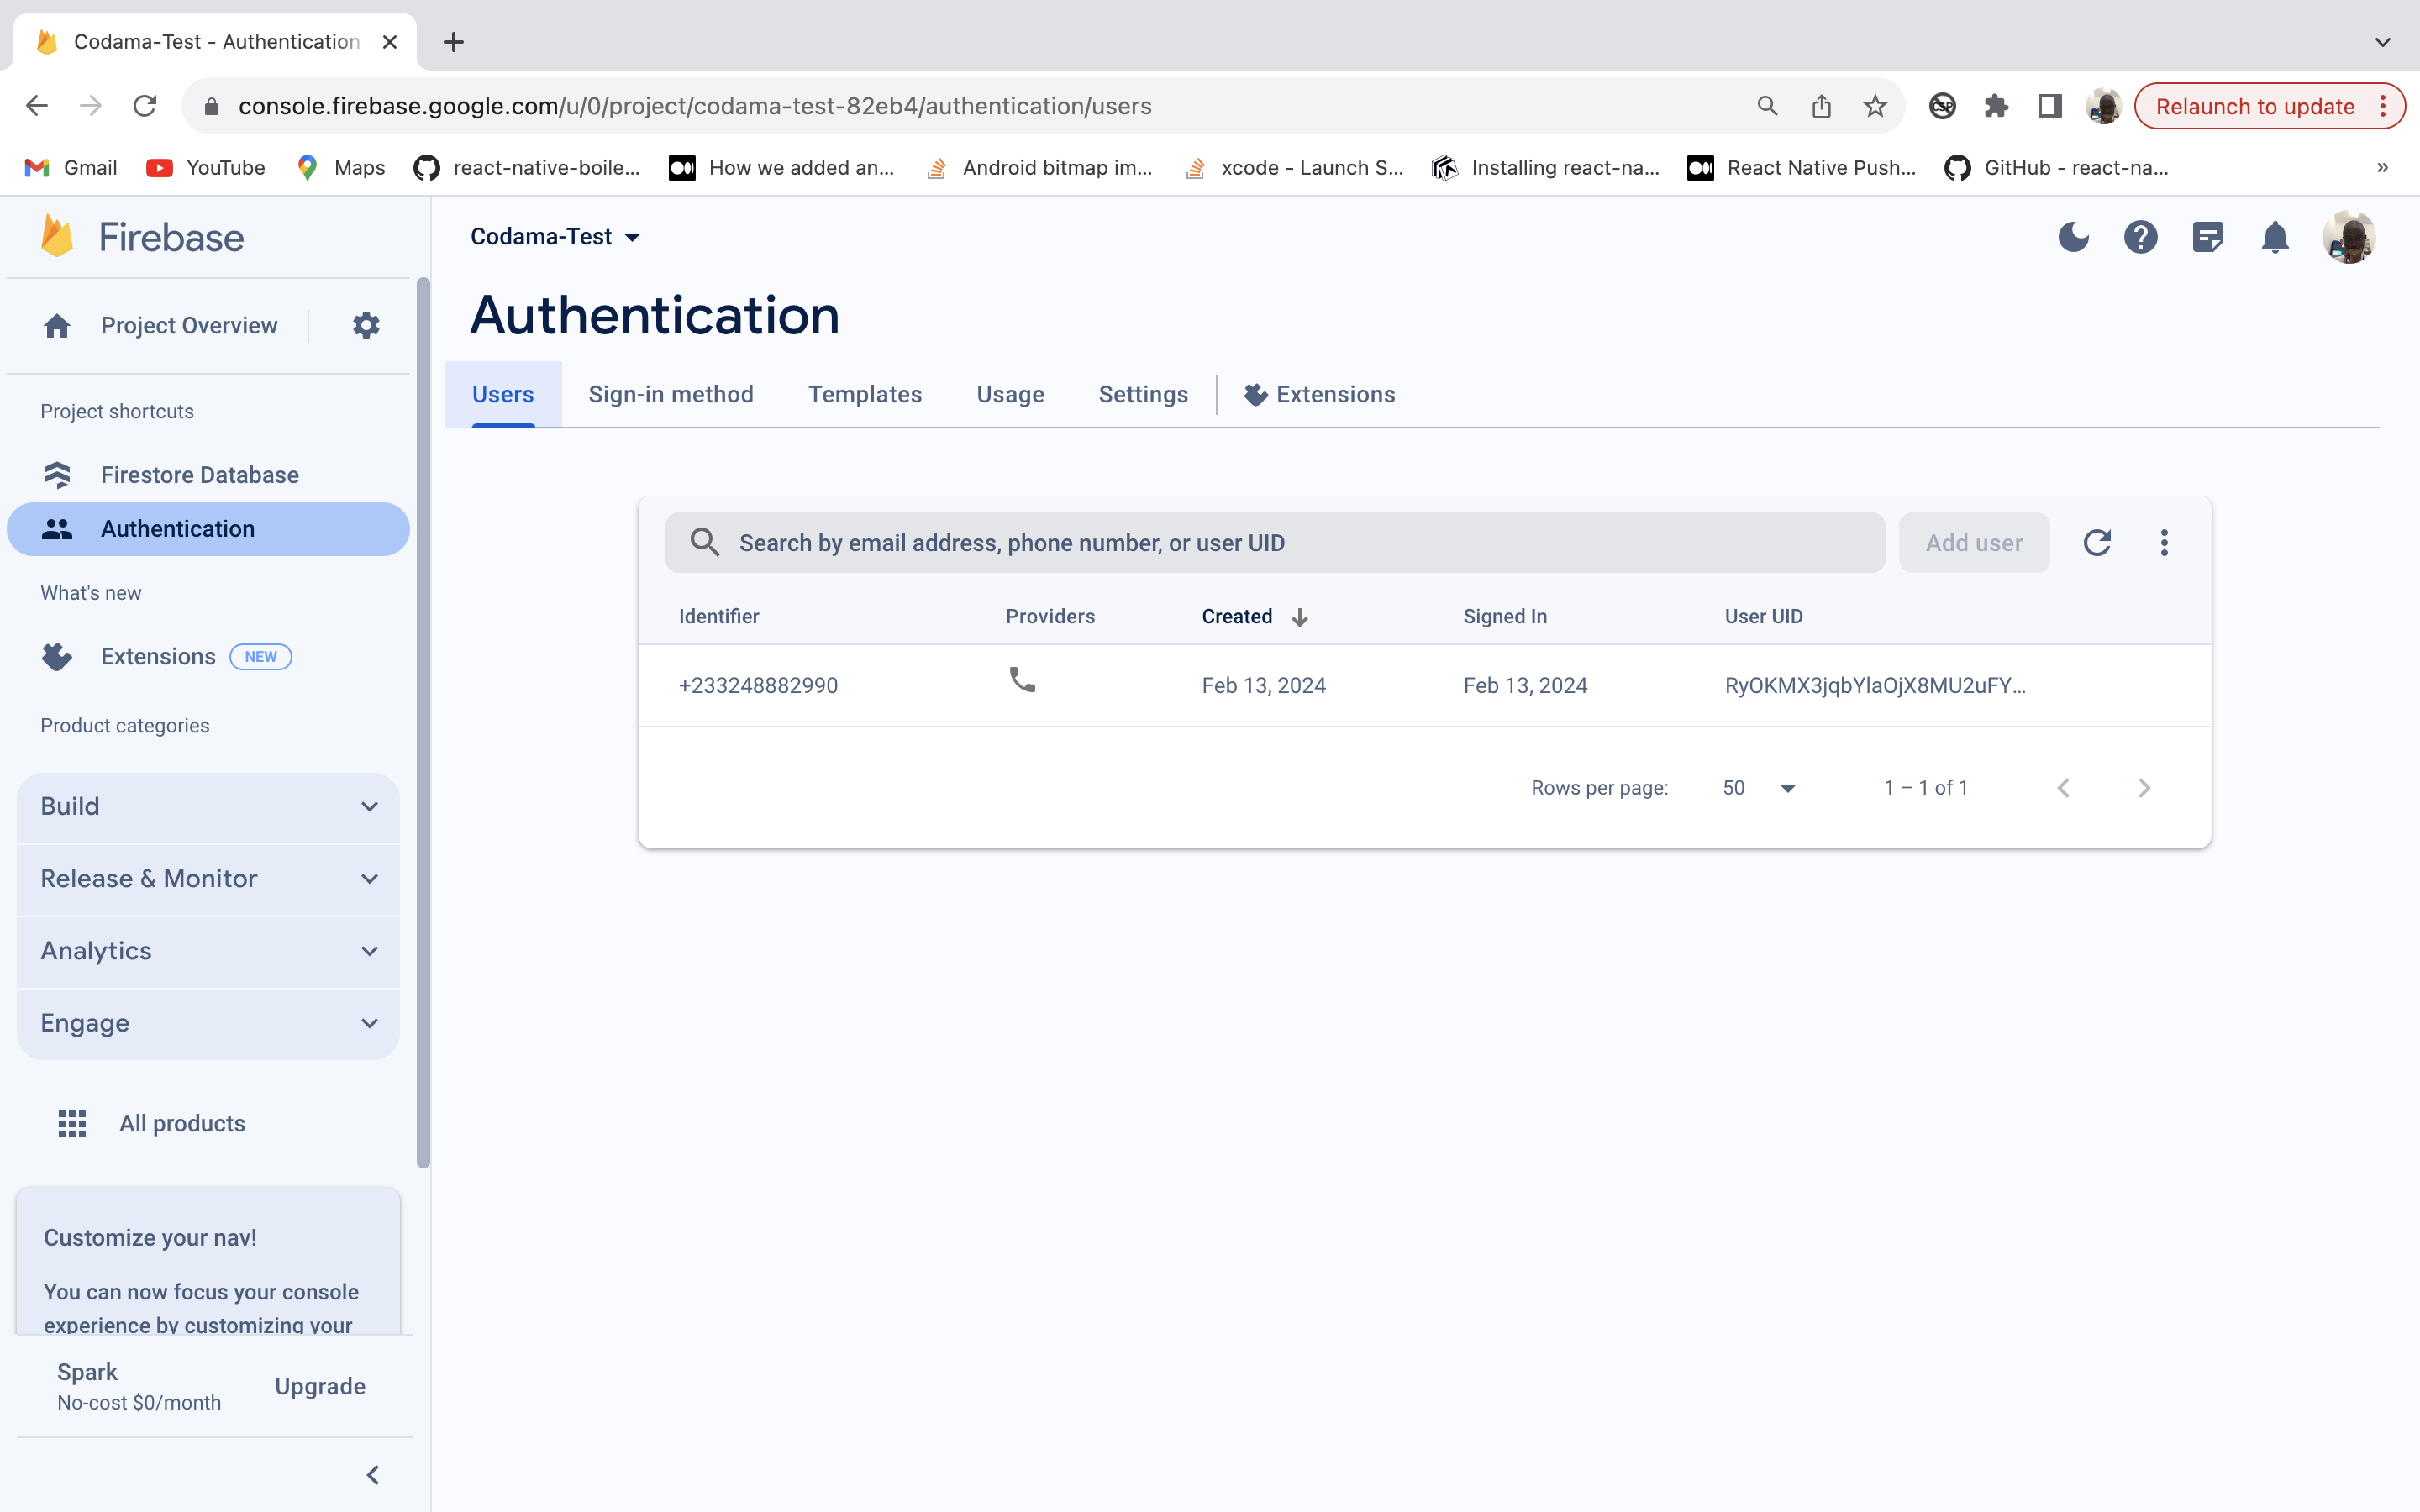 Codama-Test - Authentication
console.firebase.google.com/u/0/project/codama-test-82eb4/authentication/users
CSP
Relaunch to update
Gmail
YouTube
Maps
react-native-boile...
How we added an...
Android bitmap im...
xcode - Launch S...
Installing react-na...
React Native Push...
GitHub - react-na...
»
Firebase
Codama-Test
Project Overview
Authentication
Users
Sign-in method
Templates
Usage
Settings
Extensions
Project shortcuts
Firestore Database
Authentication
What's new
Extensions NEW
Product categories
Build
Release & Monitor
Analytics
Engage
All products
Customize your nav!
You can now focus your console
experience by customizing your
Spark
No-cost $0/month
Upgrade
Search by email address, phone number, or user UID
Add user
Identifier
Providers
Created
Signed In
User UID
+233248882990
Feb 13, 2024
Feb 13, 2024
RyOKMX3jqbYlaOjX8MU2uFY...
Rows per page:
50
1 – 1 of 1